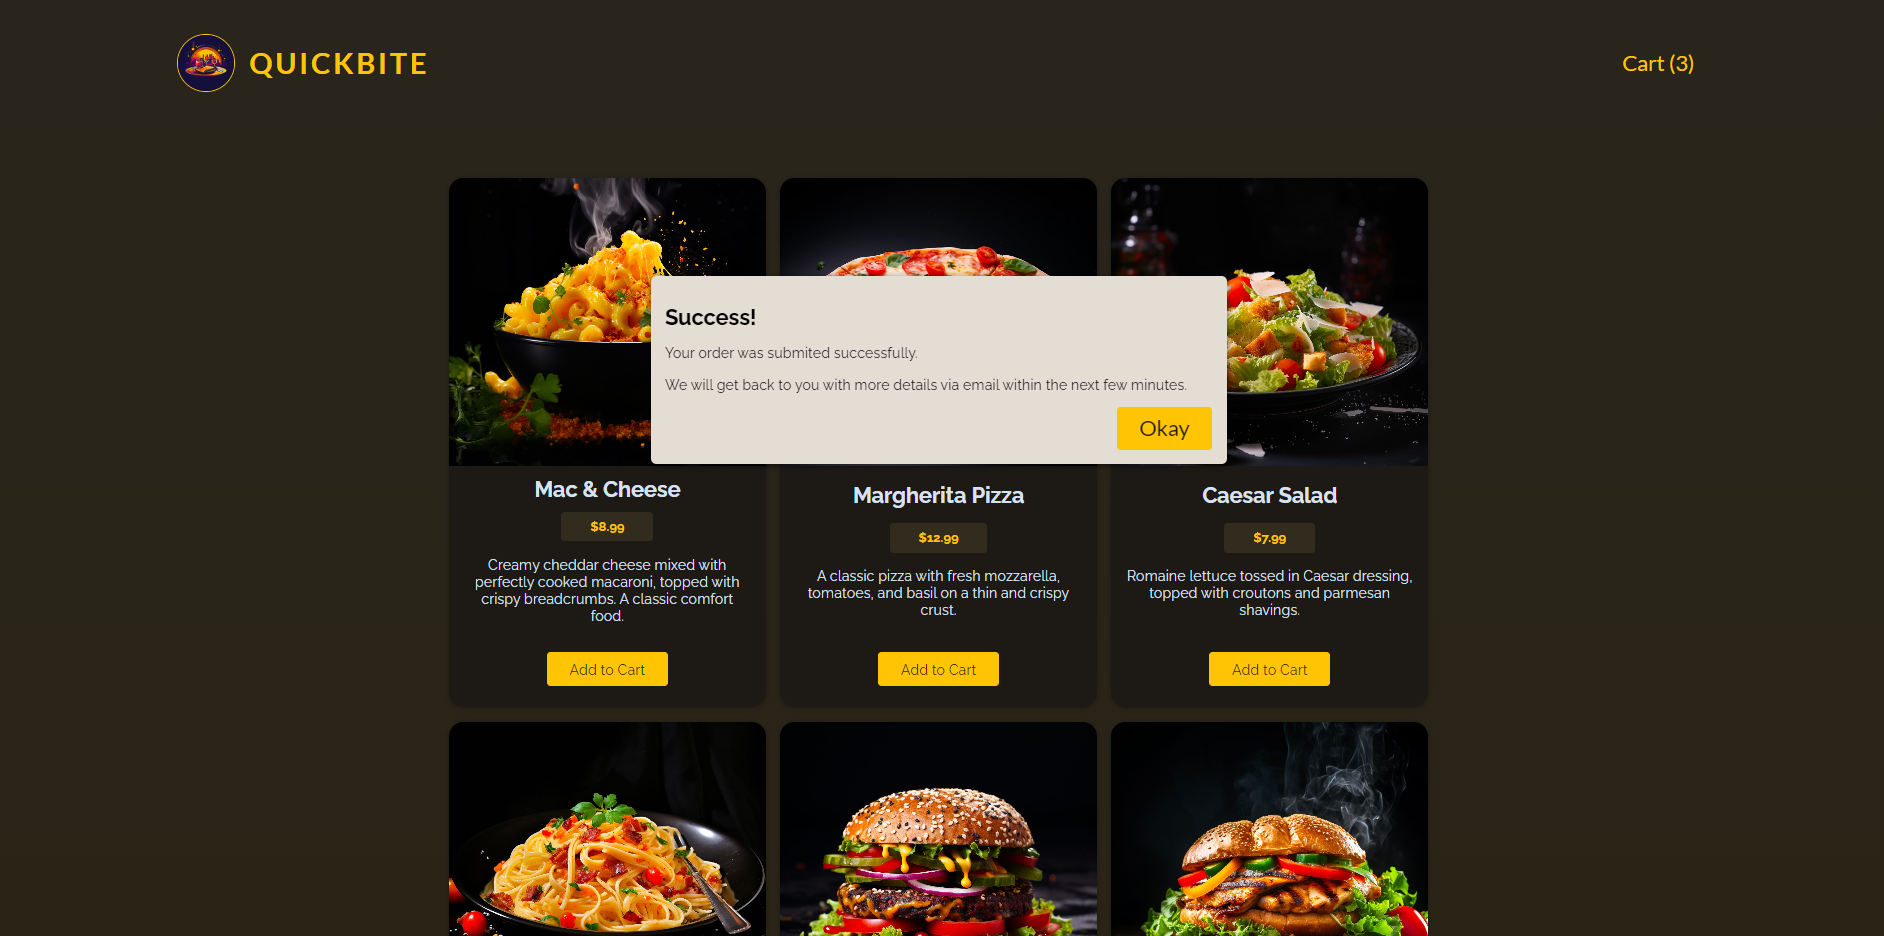 QUICKBITE
Cart (3)
Success!
Your order was submited successfully.
We will get back to you with more details via email within the next few minutes.
Okay
Mac & Cheese
$8.99
Creamy cheddar cheese mixed with
perfectly cooked macaroni, topped with
crispy breadcrumbs. A classic comfort
food.
Add to Cart
Margherita Pizza
$12.99
A classic pizza with fresh mozzarella,
tomatoes, and basil on a thin and crispy
crust.
Add to Cart
Caesar Salad
$7.99
Romaine lettuce tossed in Caesar dressing,
topped with croutons and parmesan
shavings.
Add to Cart